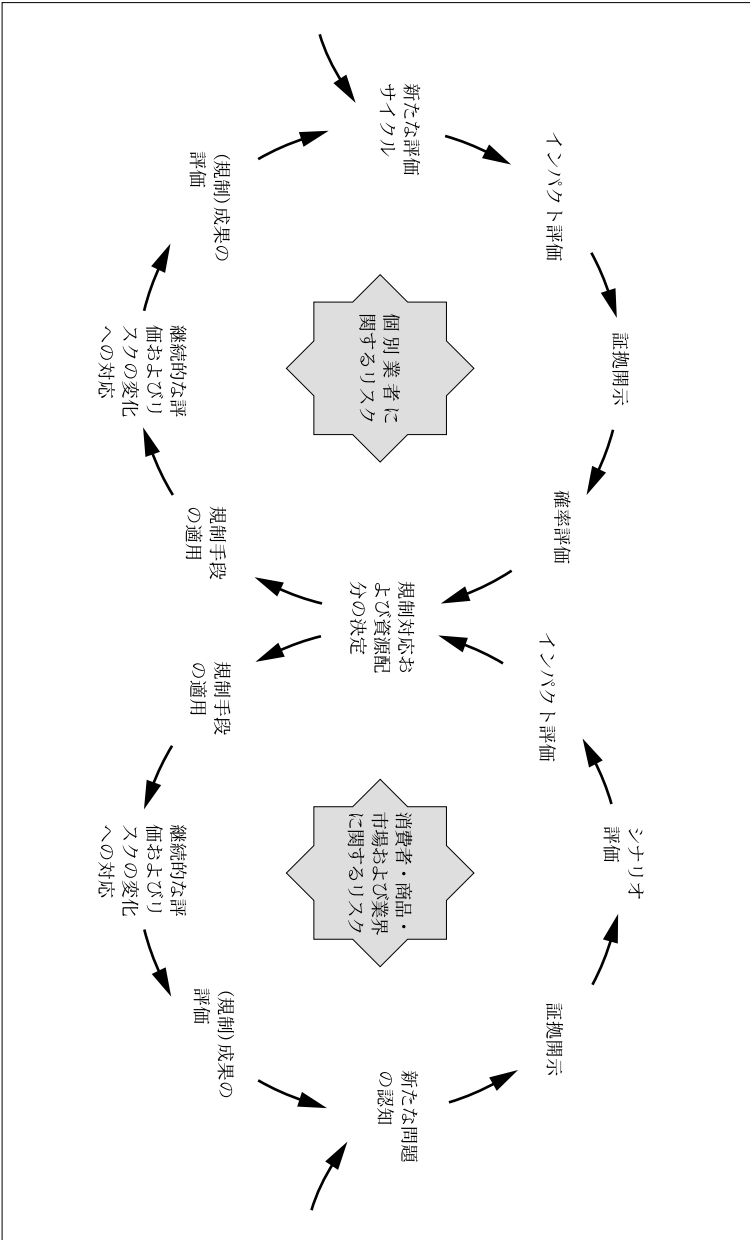 新たな評価
サイクル
インパクト評価
証拠開示
確率評価
規制対応お
よび資源配
分の決定
規制手段
の適用
継続的な評
価およびリ
スクの変化
への対応
(規制)成果の
評価
個別業者に
関するリスク
インパクト評価
シナリオ
評価
証拠開示
新たな問題
の認知
(規制)成果の
評価
継続的な評
価およびリ
スクの変化
への対応
規制手段
の適用
消費者・商品・
市場および業界
に関するリスク